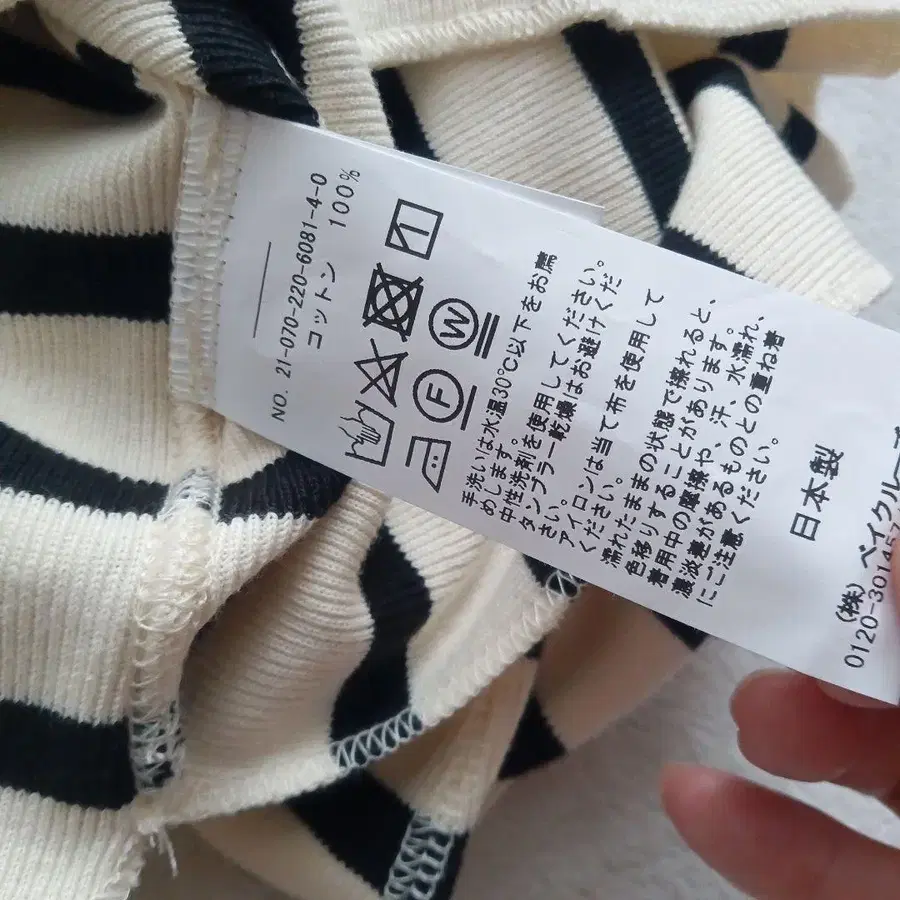 NO. 21-070-220-6081-4-0
コットン 100%
W
F
手洗いは水温30℃以下をお薦
めします。
中性洗剤を使用してください。
タンブラー乾燥はお避けくだ
さい。
アイロンは当て布を使用して
ください。
濡れたままの状態で擦れると、
色移りすることがあります。
着用中の摩擦や、汗、水濡れ、
濃淡差があるものとの重ね着
にご注意ください。
日本製
(株) ベイクルーズ
0120-301457